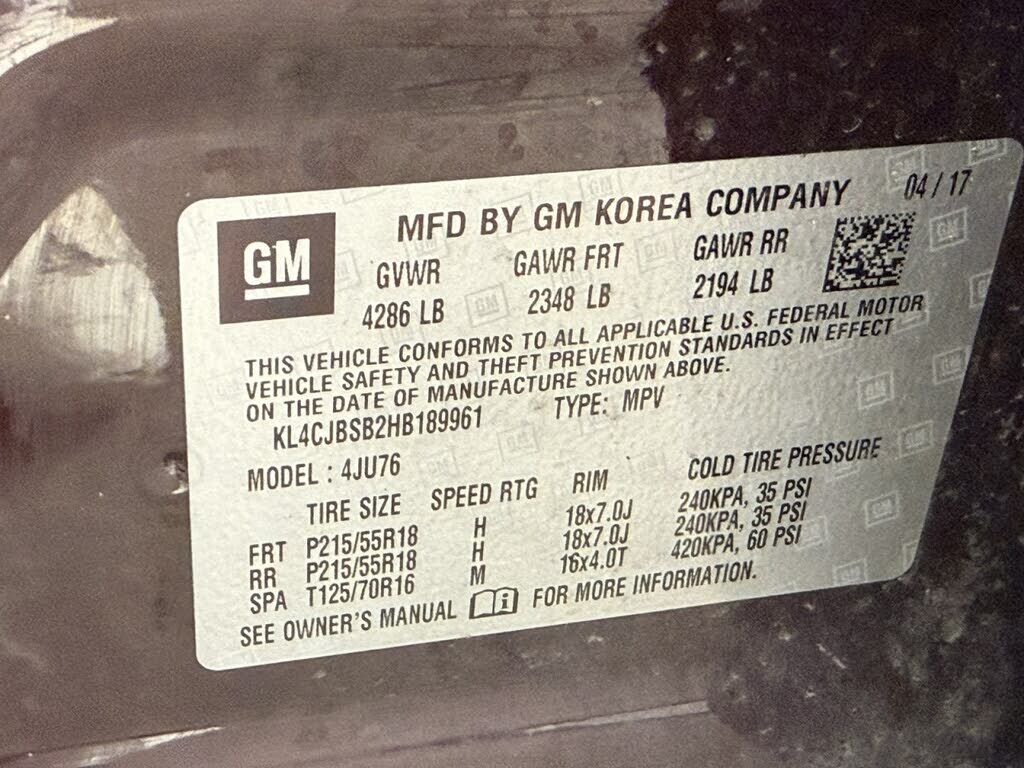 MFD BY GM KOREA COMPANY 04 / 17
GM
GVWR GAWR FRT GAWR RR
4286 LB 2348 LB 2194 LB
THIS VEHICLE CONFORMS TO ALL APPLICABLE U.S. FEDERAL MOTOR
VEHICLE SAFETY AND THEFT PREVENTION STANDARDS IN EFFECT
ON THE DATE OF MANUFACTURE SHOWN ABOVE.
KL4CJBSB2HB189961 TYPE: MPV
MODEL : 4JU76
TIRE SIZE SPEED RTG RIM COLD TIRE PRESSURE
FRT P215/55R18 H 18x7.0J 240KPA, 35 PSI
RR P215/55R18 H 18x7.0J 240KPA, 35 PSI
SPA T125/70R16 M 16x4.0T 420KPA, 60 PSI
SEE OWNER'S MANUAL i FOR MORE INFORMATION.